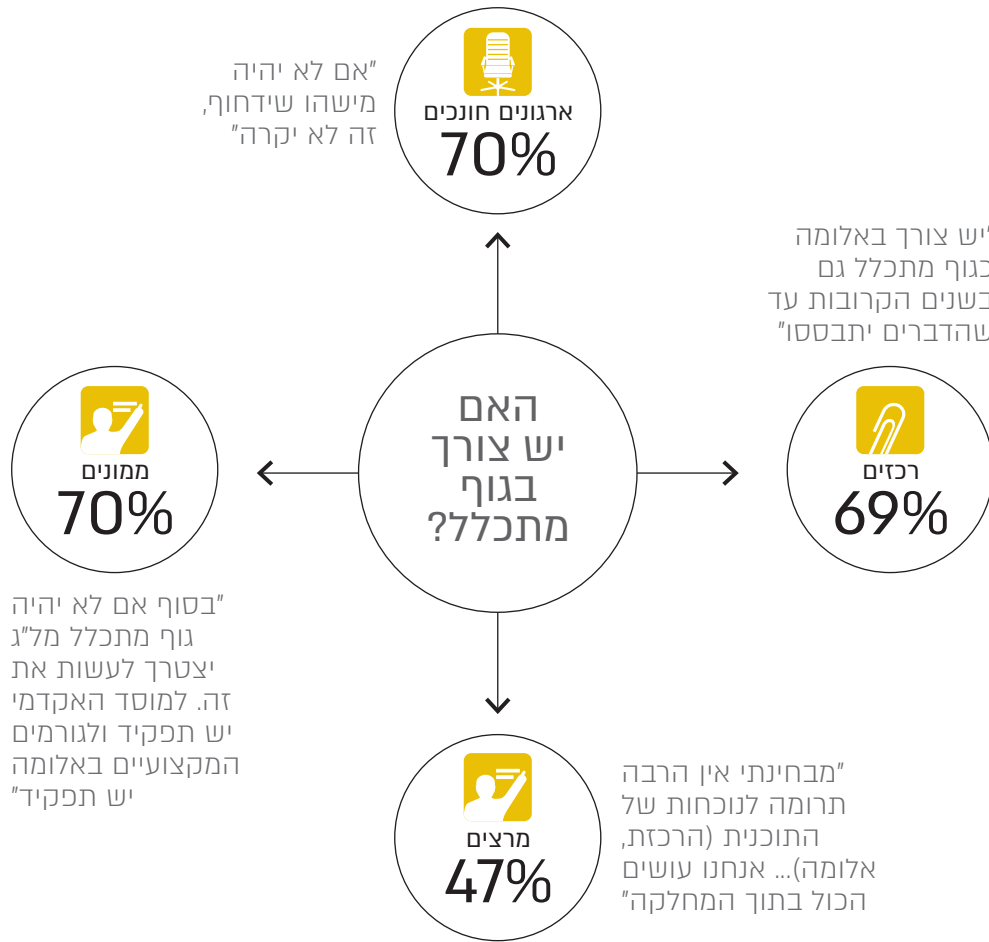 "אם לא יהיה
מישהו שידחוף,
זה לא יקרה"
ארגונים חונכים
70%
"יש צורך באלומה
כגוף מתכלל גם
בשנים הקרובות עד
שהדברים יתבססו"
רכזים
69%
האם
יש צורך
בגוף
מתכלל?
ממונים
70%
"בסוף אם לא יהיה
גוף מתכלל מל"ג
יצטרך לעשות את
זה. למוסד האקדמי
יש תפקיד ולגורמים
המקצועיים באלומה
יש תפקיד"
מרצים
47%
"מבחינתי אין הרבה
תרומה לנוכחות של
התוכנית (הרכזת,
אלומה)... אנחנו עושים
הכול בתוך המחלקה"